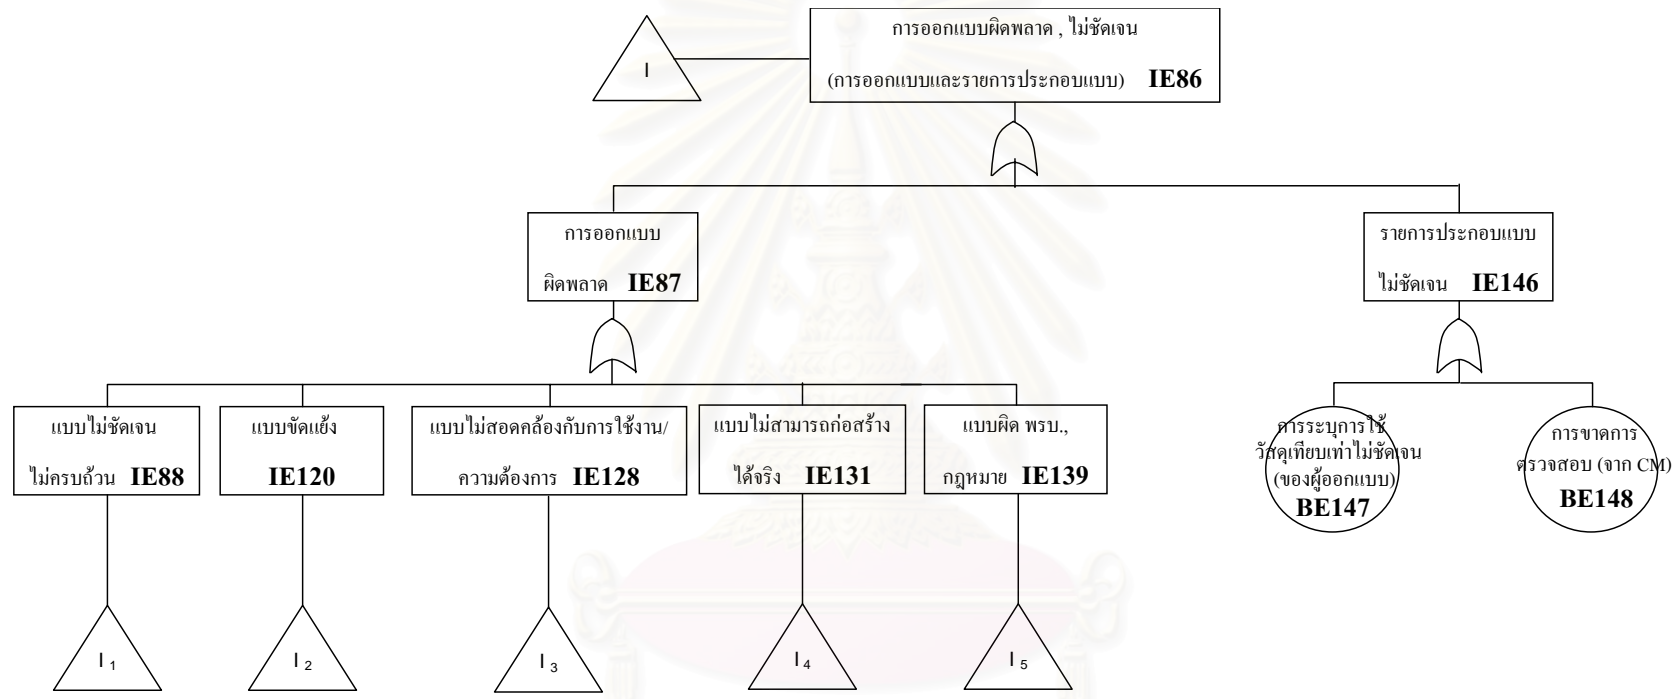 I
การออกแบบผิดพลาด , ไม่ชัดเจน
(การออกแบบและรายการประกอบแบบ) IE86
การออกแบบ
ผิดพลาด IE87
รายการประกอบแบบ
ไม่ชัดเจน IE146
แบบไม่ชัดเจน
ไม่ครบถ้วน IE88
แบบขัดแย้ง
IE120
แบบไม่สอดคล้องกับการใช้งาน/
ความต้องการ IE128
แบบไม่สามารถก่อสร้าง
ได้จริง IE131
แบบผิด พรบ.,
กฎหมาย IE139
การระบุการใช้
วัสดุเทียบเท่าไม่ชัดเจน
(ของผู้ออกแบบ)
BE147
การขาดการ
ตรวจสอบ (จาก CM)
BE148
I 1
I 2
I 3
I 4
I 5